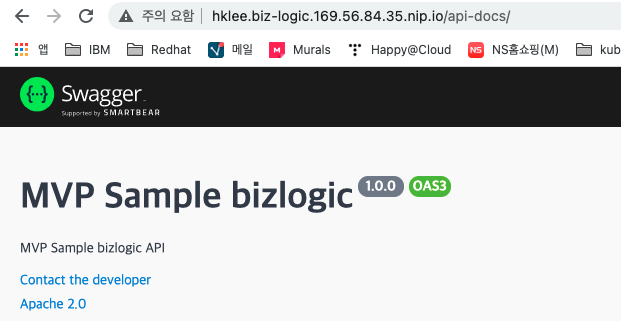 주의 요함 | hklee.biz-logic.169.56.84.35.nip.io/api-docs/
앱 IBM Redhat 메일 Murals Happy@Cloud NS NS홈쇼핑(M) kub
{···} Swagger
Supported by SMARTBEAR
MVP Sample bizlogic 1.0.0 OAS3
MVP Sample bizlogic API
Contact the developer
Apache 2.0